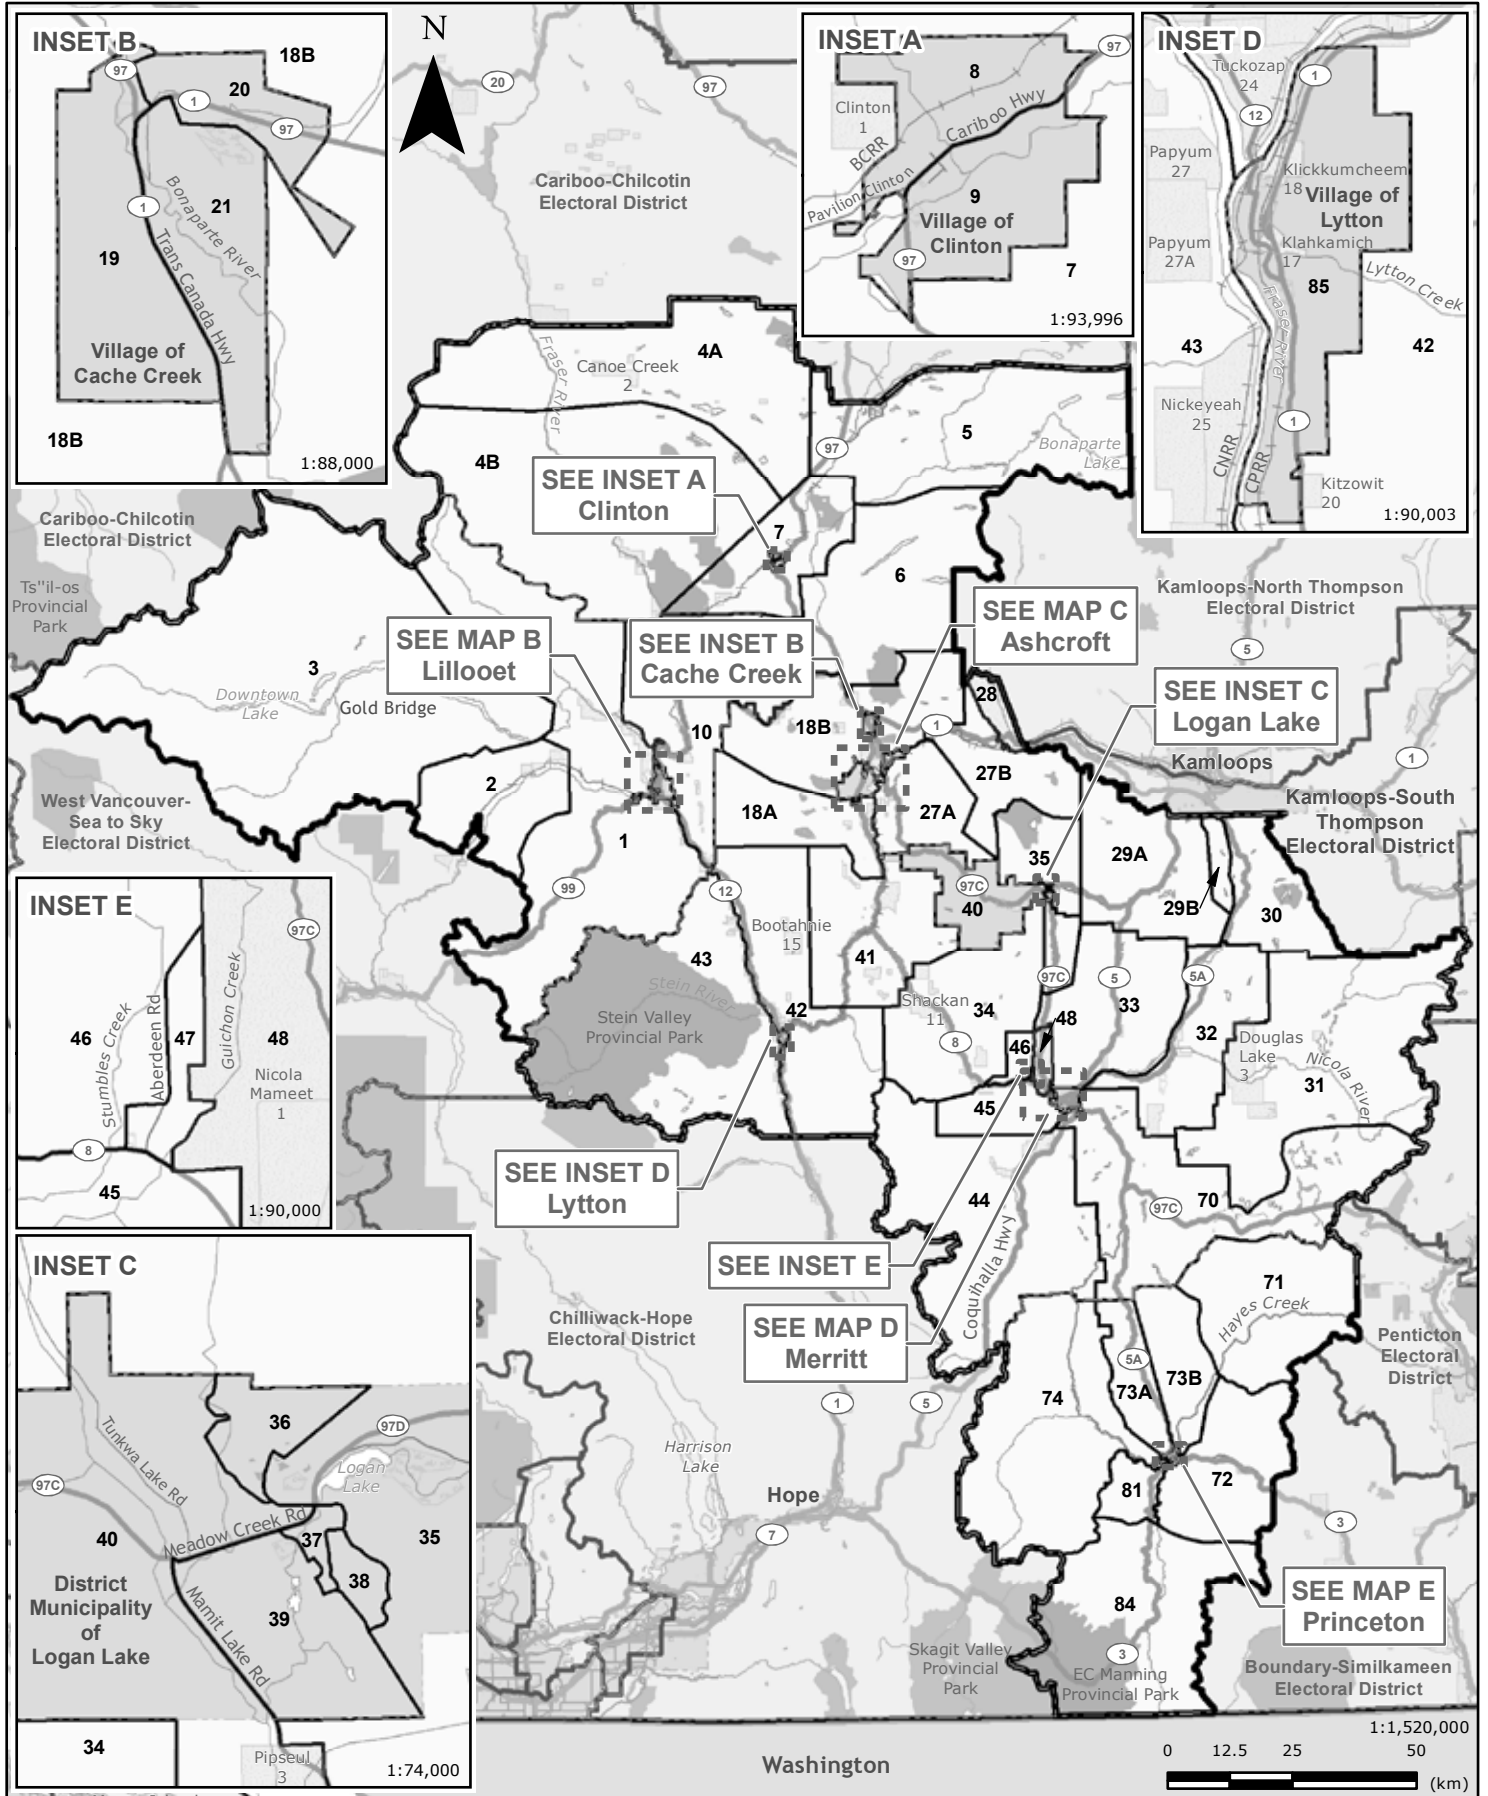 INSET B
97
18B
20
1
97
Bonaparte River
1
21
19
Trans Canada Hwy
Village of
Cache Creek
18B
1:88,000
N
20
97
Cariboo-Chilcotin
Electoral District
INSET A
97
8
Clinton
1
Cariboo Hwy
BCRR
Pavilion Clinton
9
Village of
Clinton
97
7
1:93,996
INSET D
Tuckozap
24
1
12
Papyum
27
Klickkumcheem
18
Village of
Lytton
Papyum
27A
Klahkamich
17
Lytton Creek
85
Fraser River
43
42
Nickeyeah
25
1
CNRR
CPRR
Kitzowit
20
1:90,003
4A
Canoe Creek
2
Fraser River
5
Bonaparte
Lake
97
4B
SEE INSET A
Clinton
7
6
Cariboo-Chilcotin
Electoral District
Ts"il-os
Provincial
Park
Kamloops-North Thompson
Electoral District
5
SEE MAP B
Lillooet
SEE INSET B
Cache Creek
SEE MAP C
Ashcroft
SEE INSET C
Logan Lake
3
Downtown
Lake
Gold Bridge
28
10
18B
1
1
Kamloops
27B
2
18A
27A
West Vancouver-
Sea to Sky
Electoral District
Kamloops-South
Thompson
Electoral District
1
35
29A
99
12
97C
40
29B
30
INSET E
97C
46
Stumbles Creek
Aberdeen Rd
47
Guichon Creek
48
Nicola
Mameet
1
8
45
1:90,000
Bootahnie
15
43
41
Stein River
Stein Valley
Provincial Park
42
Shackan
11
34
97C
5
5A
33
8
46
48
32
Douglas
Lake
3
Nicola River
31
45
SEE INSET D
Lytton
44
70
97C
SEE INSET E
Coquihalla Hwy
71
Hayes Creek
Chilliwack-Hope
Electoral District
SEE MAP D
Merritt
Penticton
Electoral
District
5A
73B
73A
74
1
5
INSET C
36
97D
Tunkwa Lake Rd
Logan
Lake
97C
Meadow Creek Rd
40
37
35
38
District
Municipality
of
Logan Lake
Mamit Lake Rd
39
34
Pipseul
3
1:74,000
Harrison
Lake
Hope
7
81
72
3
84
SEE MAP E
Princeton
Skagit Valley
Provincial
Park
3
EC Manning
Provincial Park
Boundary-Similkameen
Electoral District
1:1,520,000
Washington
0 12.5 25 50
(km)